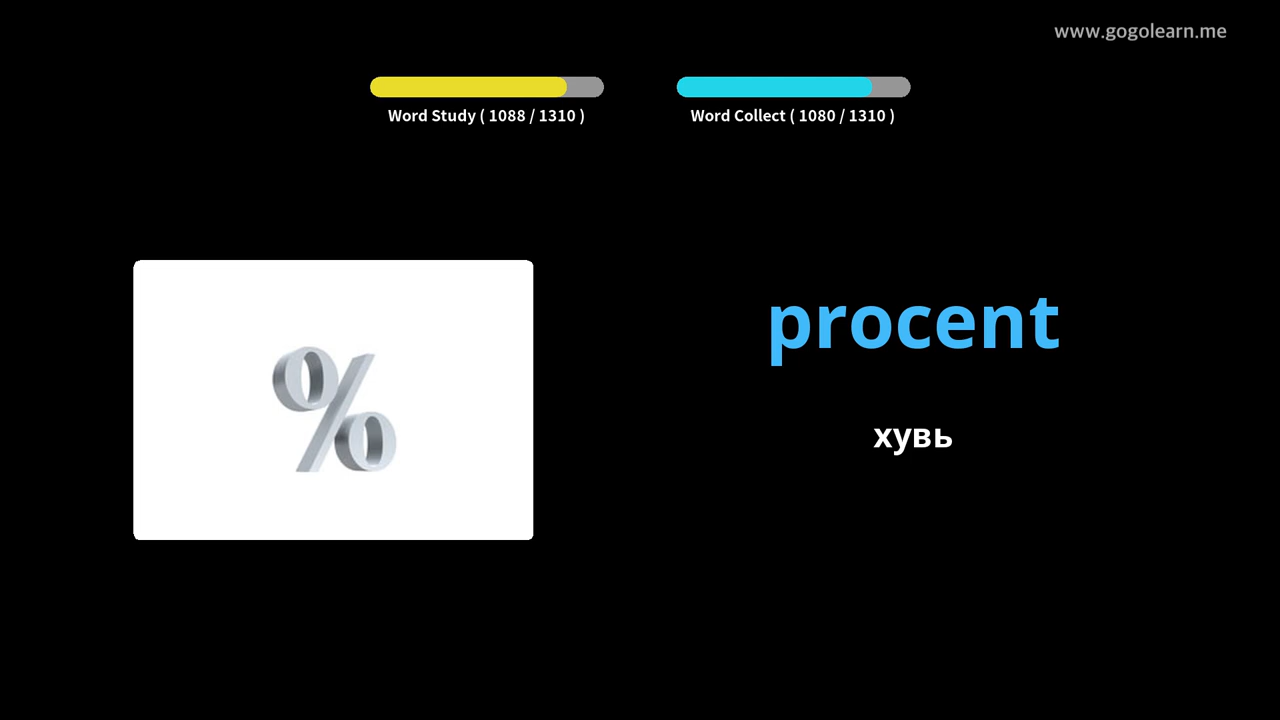 www.gogolearn.me
Word Study ( 1088 / 1310 )
Word Collect ( 1080 / 1310 )
%
procent
хувь